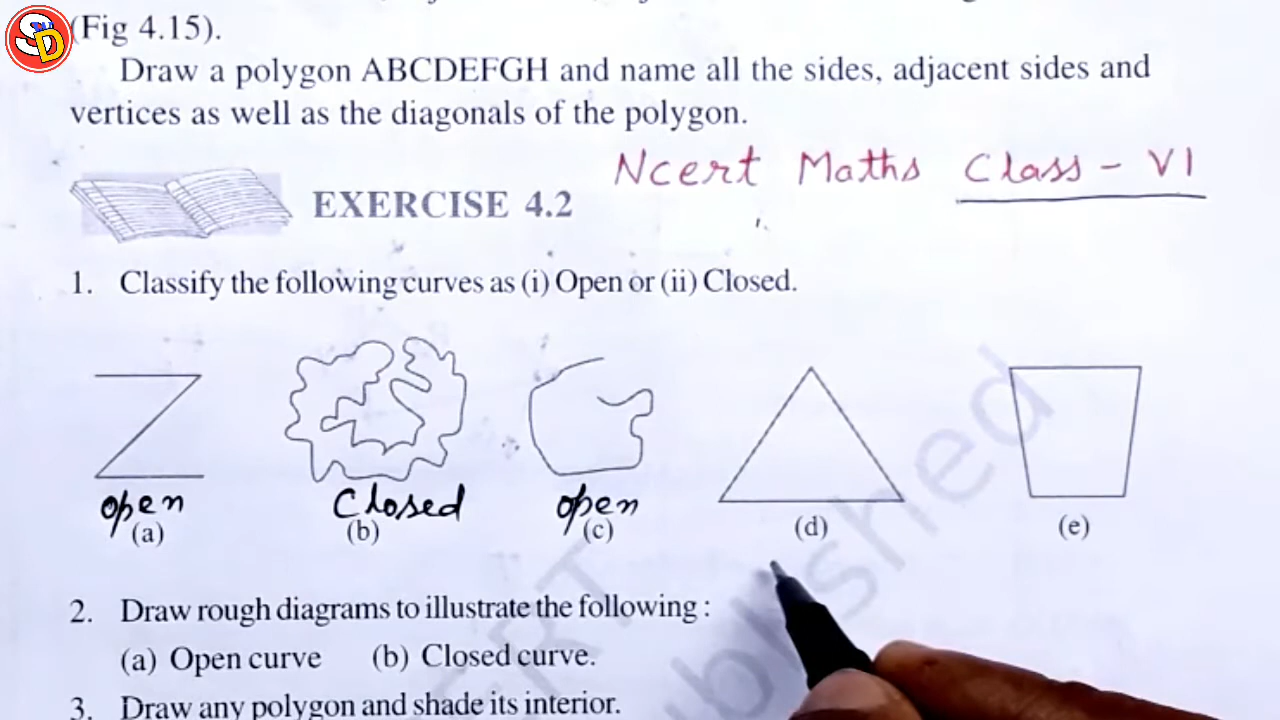 SD
(Fig 4.15).
Draw a polygon ABCDEFGH and name all the sides, adjacent sides and
vertices as well as the diagonals of the polygon.
Ncert Maths Class - VI
EXERCISE 4.2
1. Classify the following curves as (i) Open or (ii) Closed.
open Closed open
(a) (b) (c) (d) (e)
2. Draw rough diagrams to illustrate the following :
(a) Open curve (b) Closed curve.
3. Draw any polygon and shade its interior.